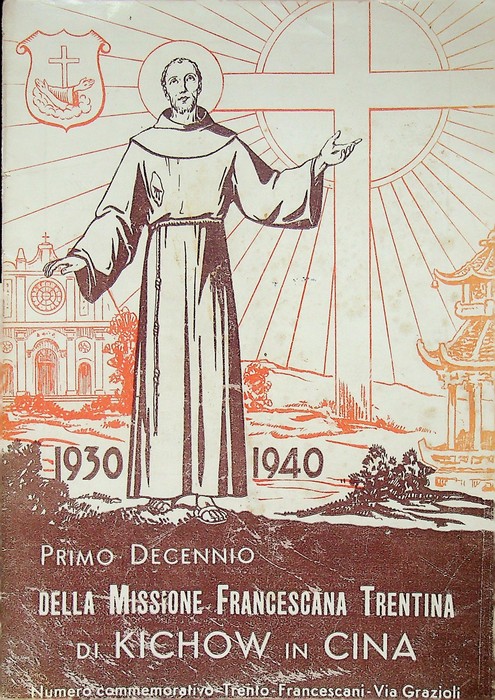 1930 1940
PRIMO DECENNIO
DELLA MISSIONE FRANCESCANA TRENTINA
DI KICHOW IN CINA
Numero commemorativo-Trento-Francescani-Via Grazioli